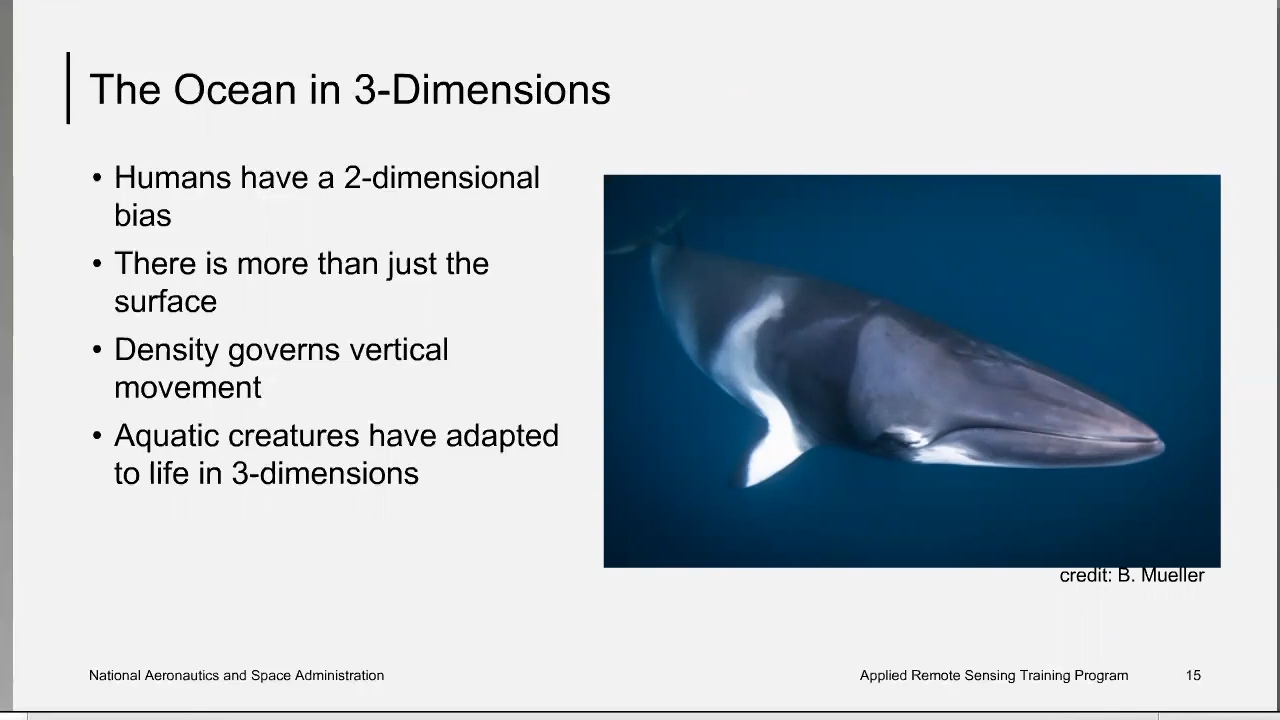 The Ocean in 3-Dimensions
• Humans have a 2-dimensional
bias
• There is more than just the
surface
• Density governs vertical
movement
• Aquatic creatures have adapted
to life in 3-dimensions
credit: B. Mueller
National Aeronautics and Space Administration
Applied Remote Sensing Training Program
15